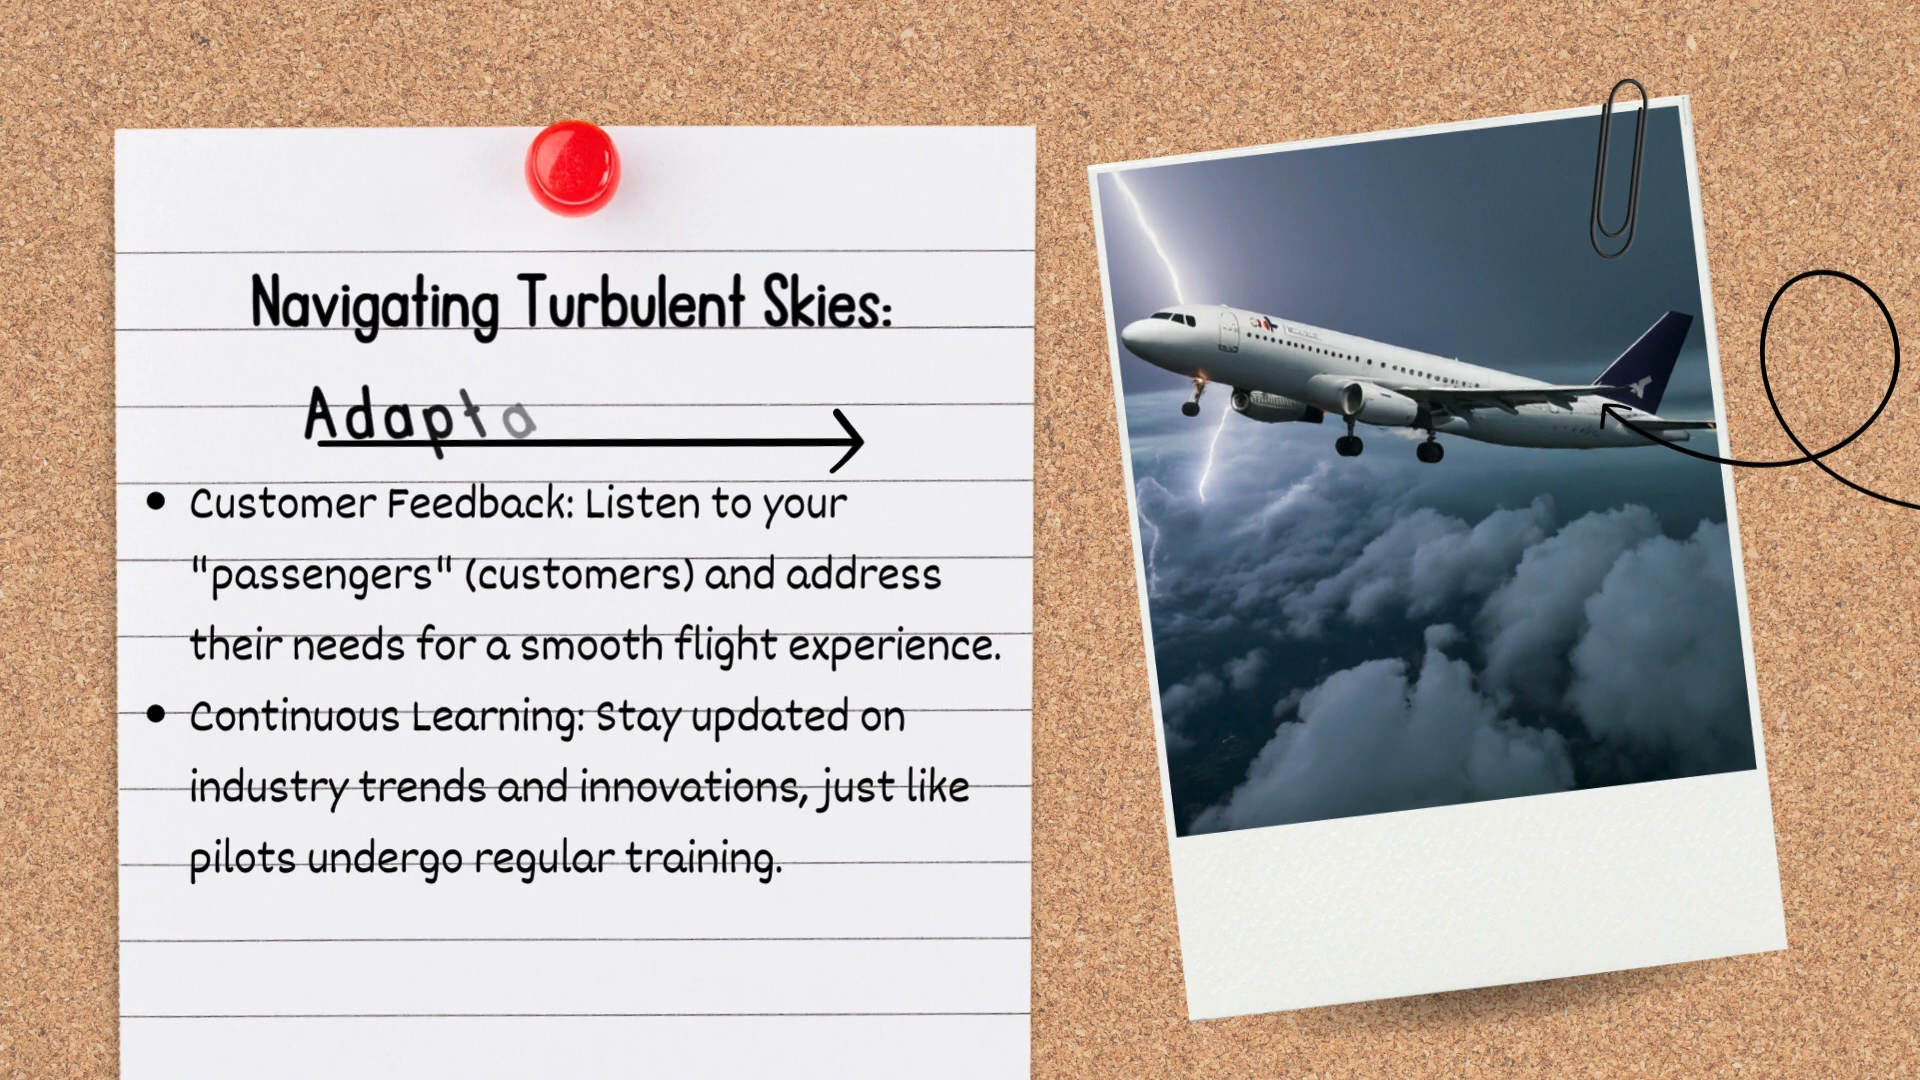 Navigating Turbulent Skies:
Adapta
• Customer Feedback: Listen to your
"passengers" (customers) and address
their needs for a smooth flight experience.
• Continuous Learning: Stay updated on
industry trends and innovations, just like
pilots undergo regular training.